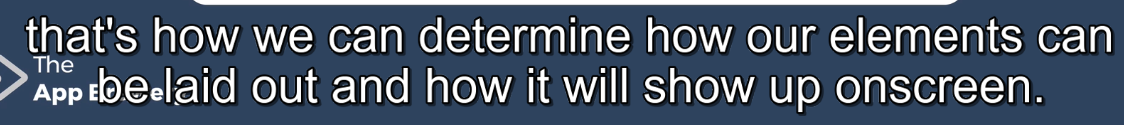 that's how we can determine how our elements can
The
be laid out and how it will show up onscreen.
App